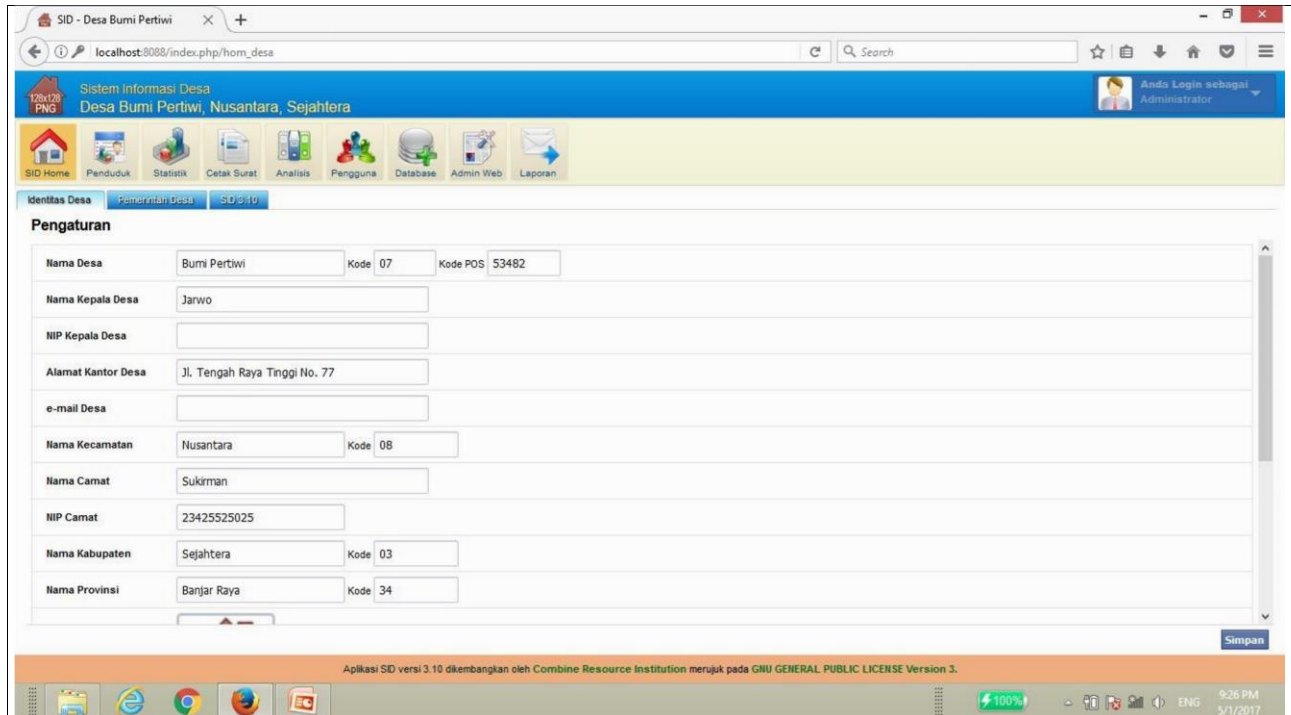 SID - Desa Bumi Pertiwi
localhost:8088/index.php/hom_desa
Search
128x128
PNG
Sistem Informasi Desa
Desa Bumi Pertiwi, Nusantara, Sejahtera
Anda Login sebagai
Administrator
SID Home Penduduk Statistik Cetak Surat Analisis Pengguna Database Admin Web Laporan
Identitas Desa Pemerintah Desa SID 3.10
Pengaturan
Nama Desa Bumi Pertiwi Kode 07 Kode POS 53482
Nama Kepala Desa Jarwo
NIP Kepala Desa
Alamat Kantor Desa Jl. Tengah Raya Tinggi No. 77
e-mail Desa
Nama Kecamatan Nusantara Kode 08
Nama Camat Sukirman
NIP Camat 23425525025
Nama Kabupaten Sejahtera Kode 03
Nama Provinsi Banjar Raya Kode 34
Simpan
Aplikasi SID versi 3.10 dikembangkan oleh Combine Resource Institution merujuk pada GNU GENERAL PUBLIC LICENSE Version 3.
100%
ENG
9:26 PM
5/1/2017